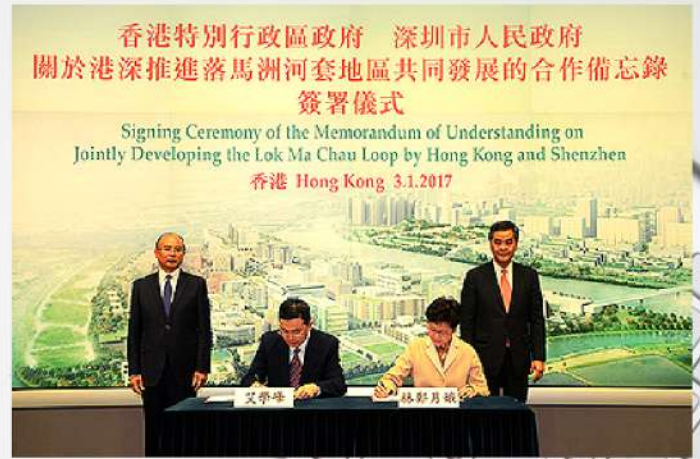 香港特別行政區政府　深圳市人民政府
關於港深推進落馬洲河套地區共同發展的合作備忘錄
簽署儀式
Signing Ceremony of the Memorandum of Understanding on
Jointly Developing the Lok Ma Chau Loop by Hong Kong and Shenzhen
香港 Hong Kong 3.1.2017
艾學峰
林鄭月娥